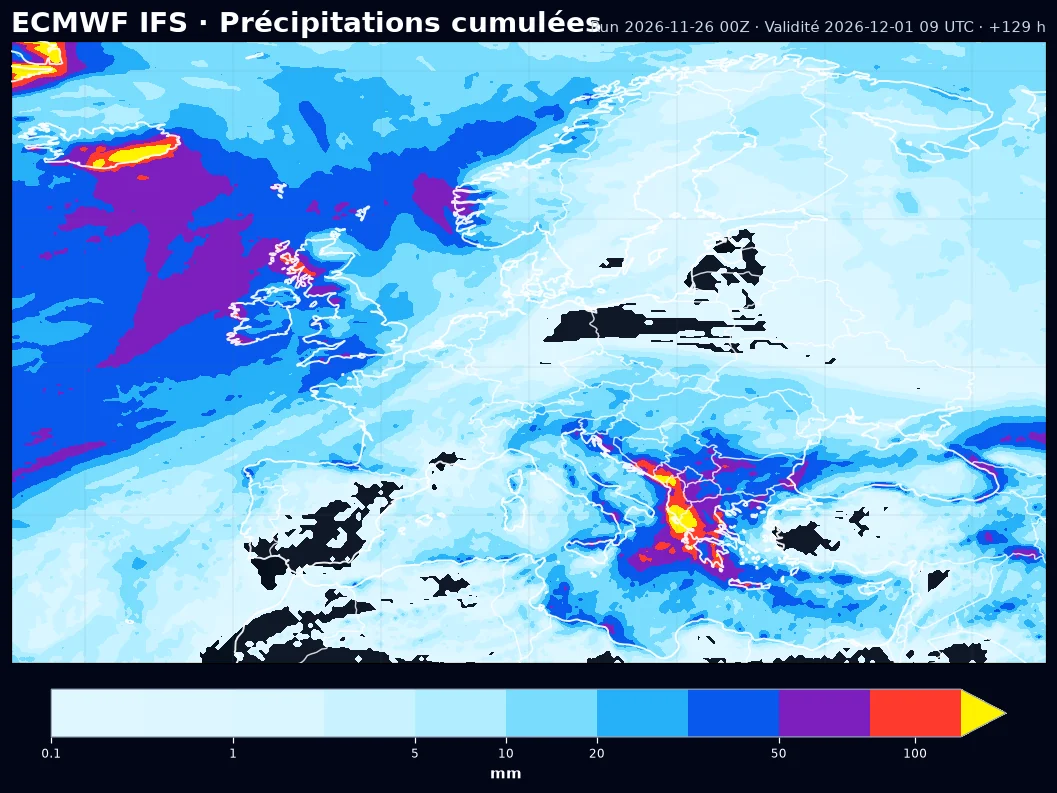 ECMWF IFS · Précipitations cumulées
Run 2026-11-26 00Z · Validité 2026-12-01 09 UTC · +129 h
0.1 1 5 10 20 50 100
mm